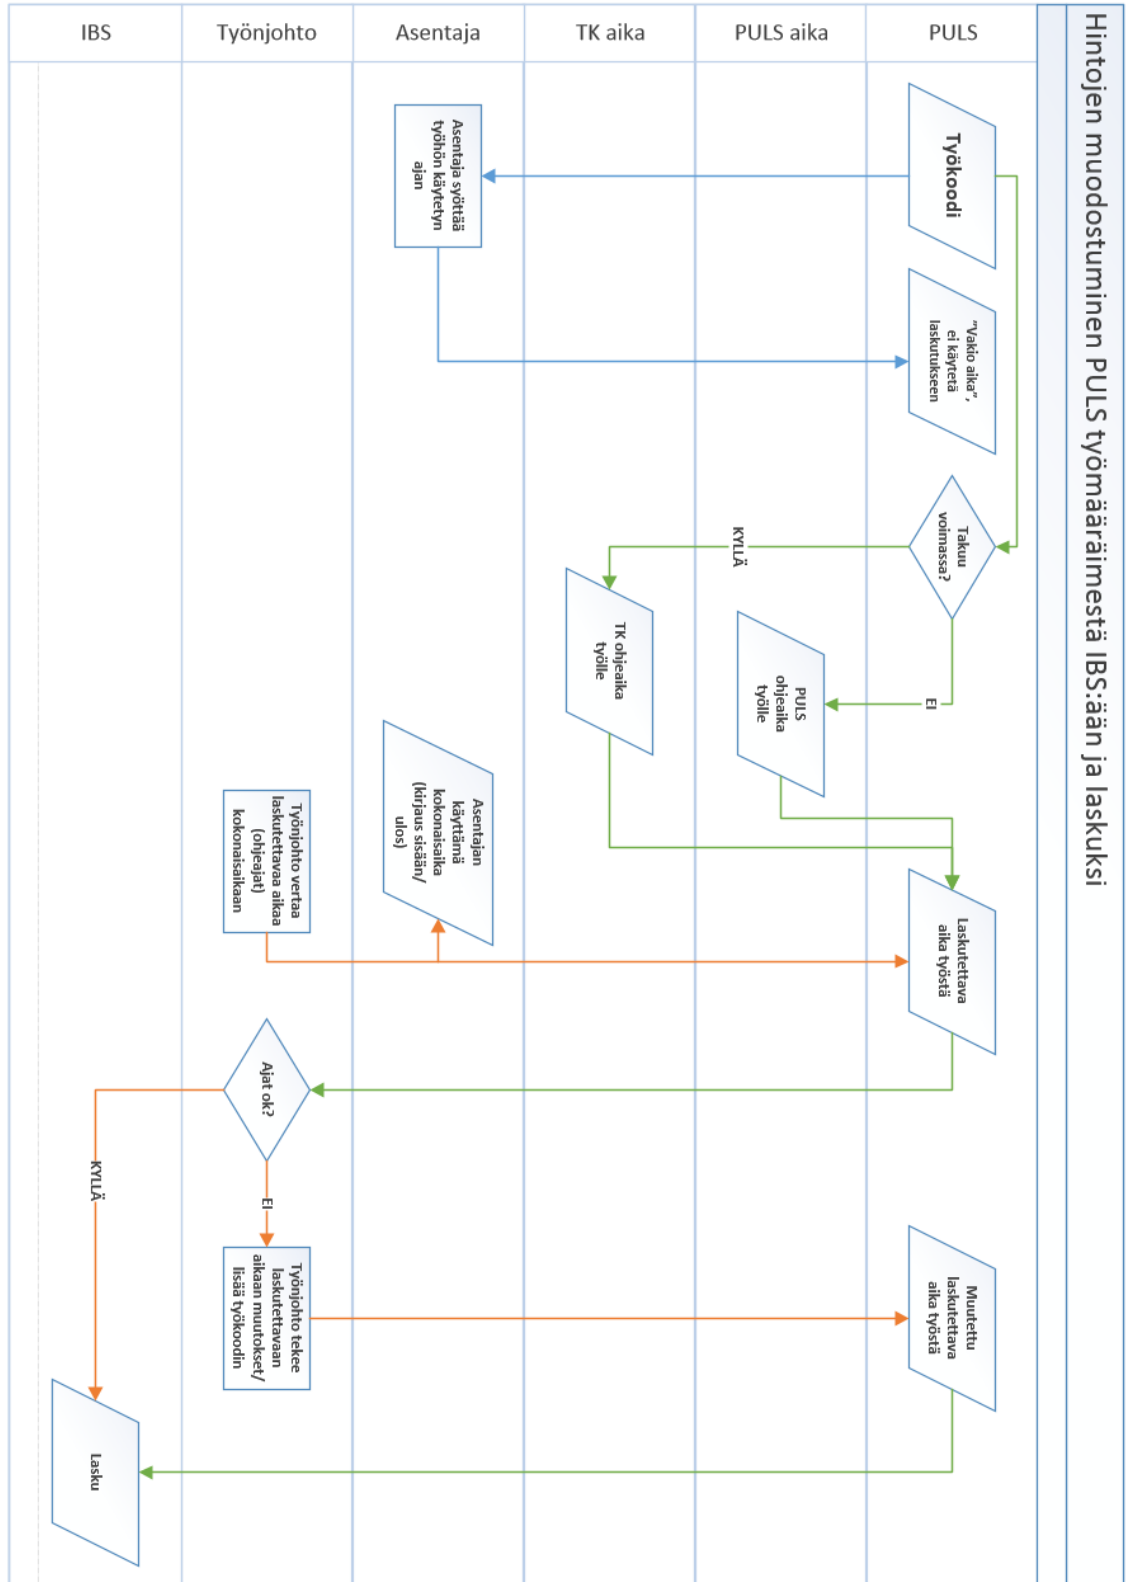 Hintojen muodostuminen PULS työmääräimestä IBS:ään ja laskuksi
PULS
PULS aika
TK aika
Asentaja
Työnjohto
IBS
Työkoodi
"Vakio aika",
ei käytetä
laskutukseen
Takuu
voimassa?
EI
KYLLÄ
PULS
ohjeaika
työlle
TK ohjeaika
työlle
Asentaja syöttää
työhön käytetyn
ajan
Asentajan
käyttämä
kokonaisaika
(kirjaus sisään/
ulos)
Työnjohto vertaa
laskutettavaa aikaa
(ohjeajat)
kokonaisaikaan
Laskutettava
aika työstä
Ajat ok?
EI
KYLLÄ
Työnjohto tekee
laskutettavaan
aikaan muutokset/
lisää työkoodin
Muutettu
laskutettava
aika työstä
Lasku